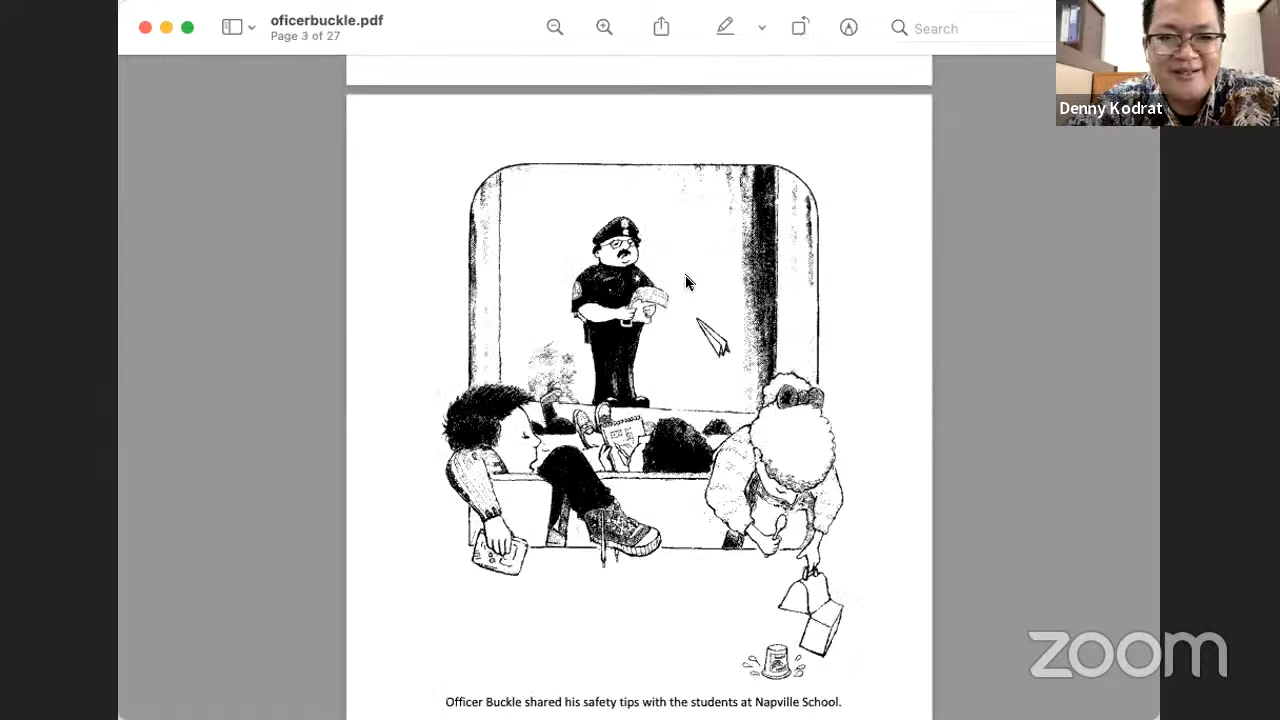 oficerbuckle.pdf
Page 3 of 27
Search
Denny Kodrat
Officer Buckle shared his safety tips with the students at Napville School.
zoom